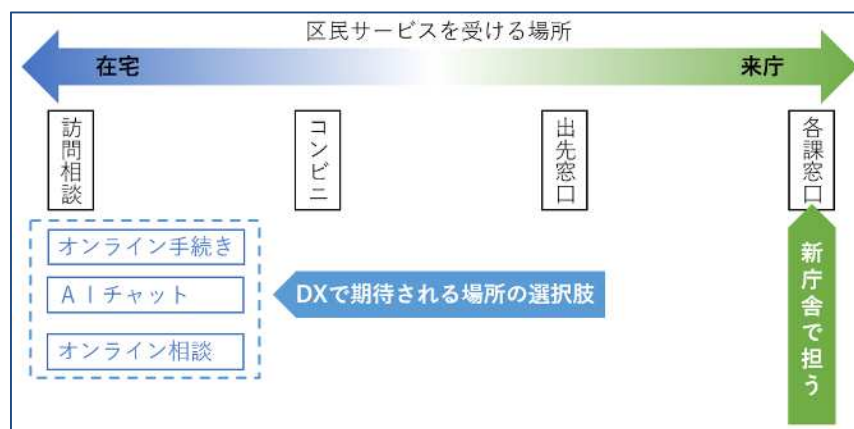 区民サービスを受ける場所
在宅
来庁
訪問相談
コンビニ
出先窓口
各課窓口
オンライン手続き
AIチャット
オンライン相談
DXで期待される場所の選択肢
新庁舎で担う